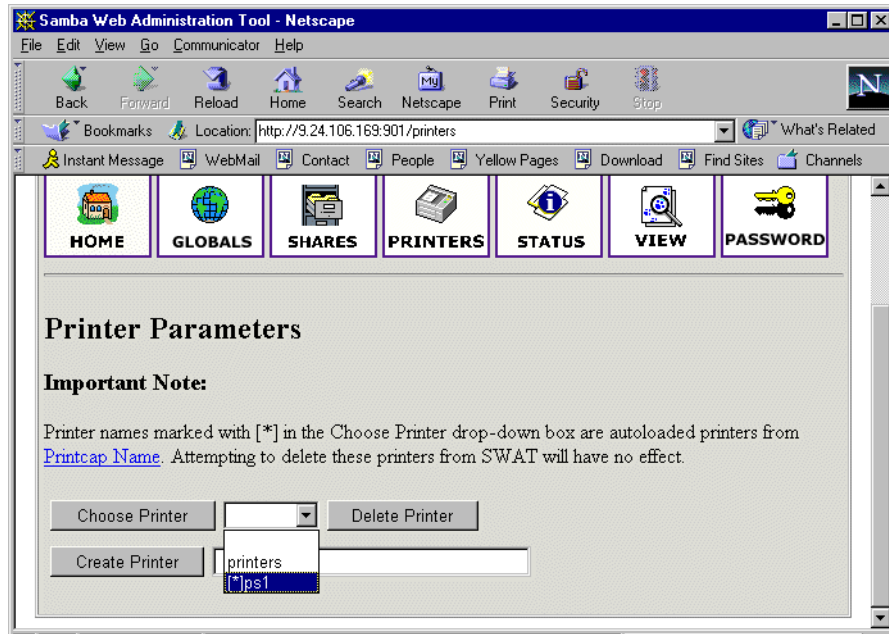 Samba Web Administration Tool - Netscape
File Edit View Go Communicator Help
Back Forward Reload Home Search Netscape Print Security Stop
My
N
Bookmarks Location: http://9.24.106.169:901/printers What's Related
Instant Message WebMail Contact People Yellow Pages Download Find Sites Channels
HOME GLOBALS SHARES PRINTERS STATUS VIEW PASSWORD
Printer Parameters
Important Note:
Printer names marked with [*] in the Choose Printer drop-down box are autoloaded printers from
Printcap Name. Attempting to delete these printers from SWAT will have no effect.
Choose Printer Delete Printer
Create Printer
printers
[*]ps1